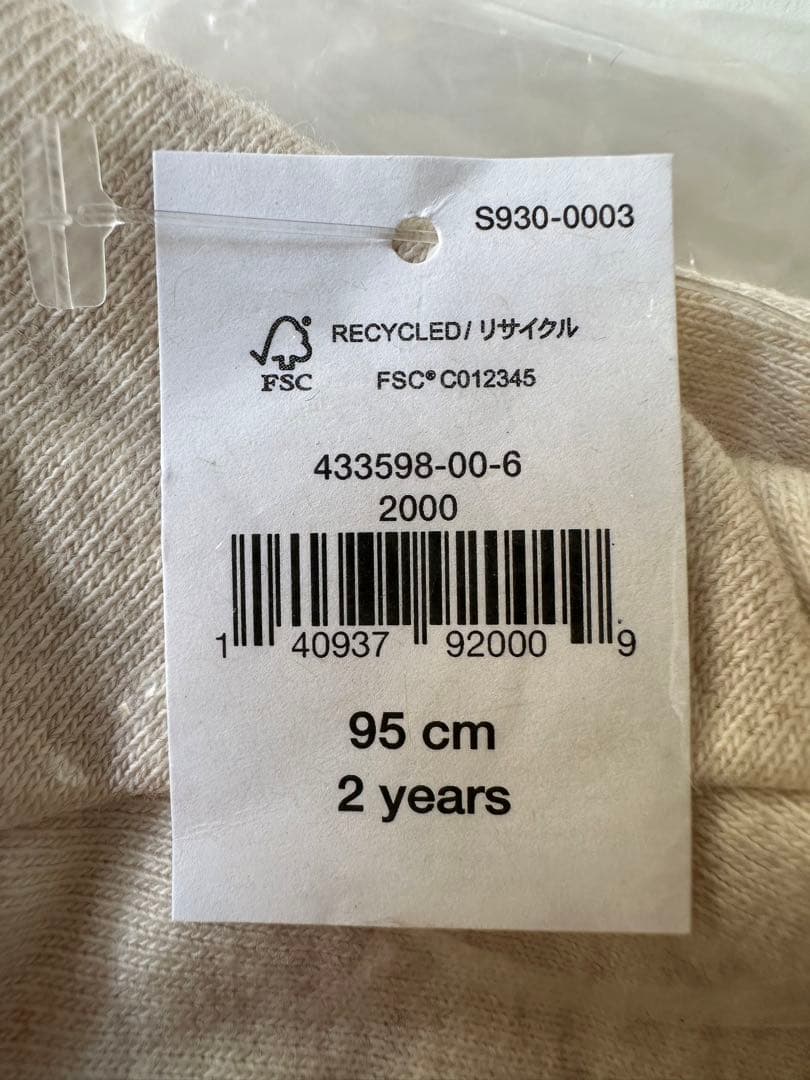 S930-0003
RECYCLED/リサイクル
FSC
FSC® C012345
433598-00-6
2000
1 40937 92000 9
95 cm
2 years